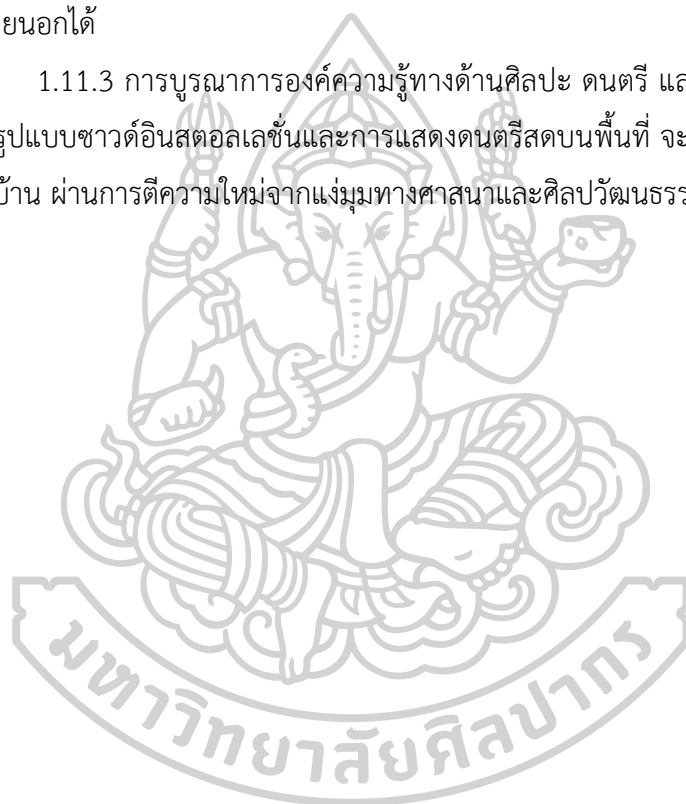 ยนอกได้
1.11.3 การบูรณาการองค์ความรู้ทางด้านศิลปะ ดนตรี แล
รูปแบบซาวด์อินสตอลเลชั่นและการแสดงดนตรีสดบนพื้นที่ จะ
บ้าน ผ่านการตีความใหม่จากแง่มุมทางศาสนาและศิลปวัฒนธรร
มหาวิทยาลัยศิลปากร